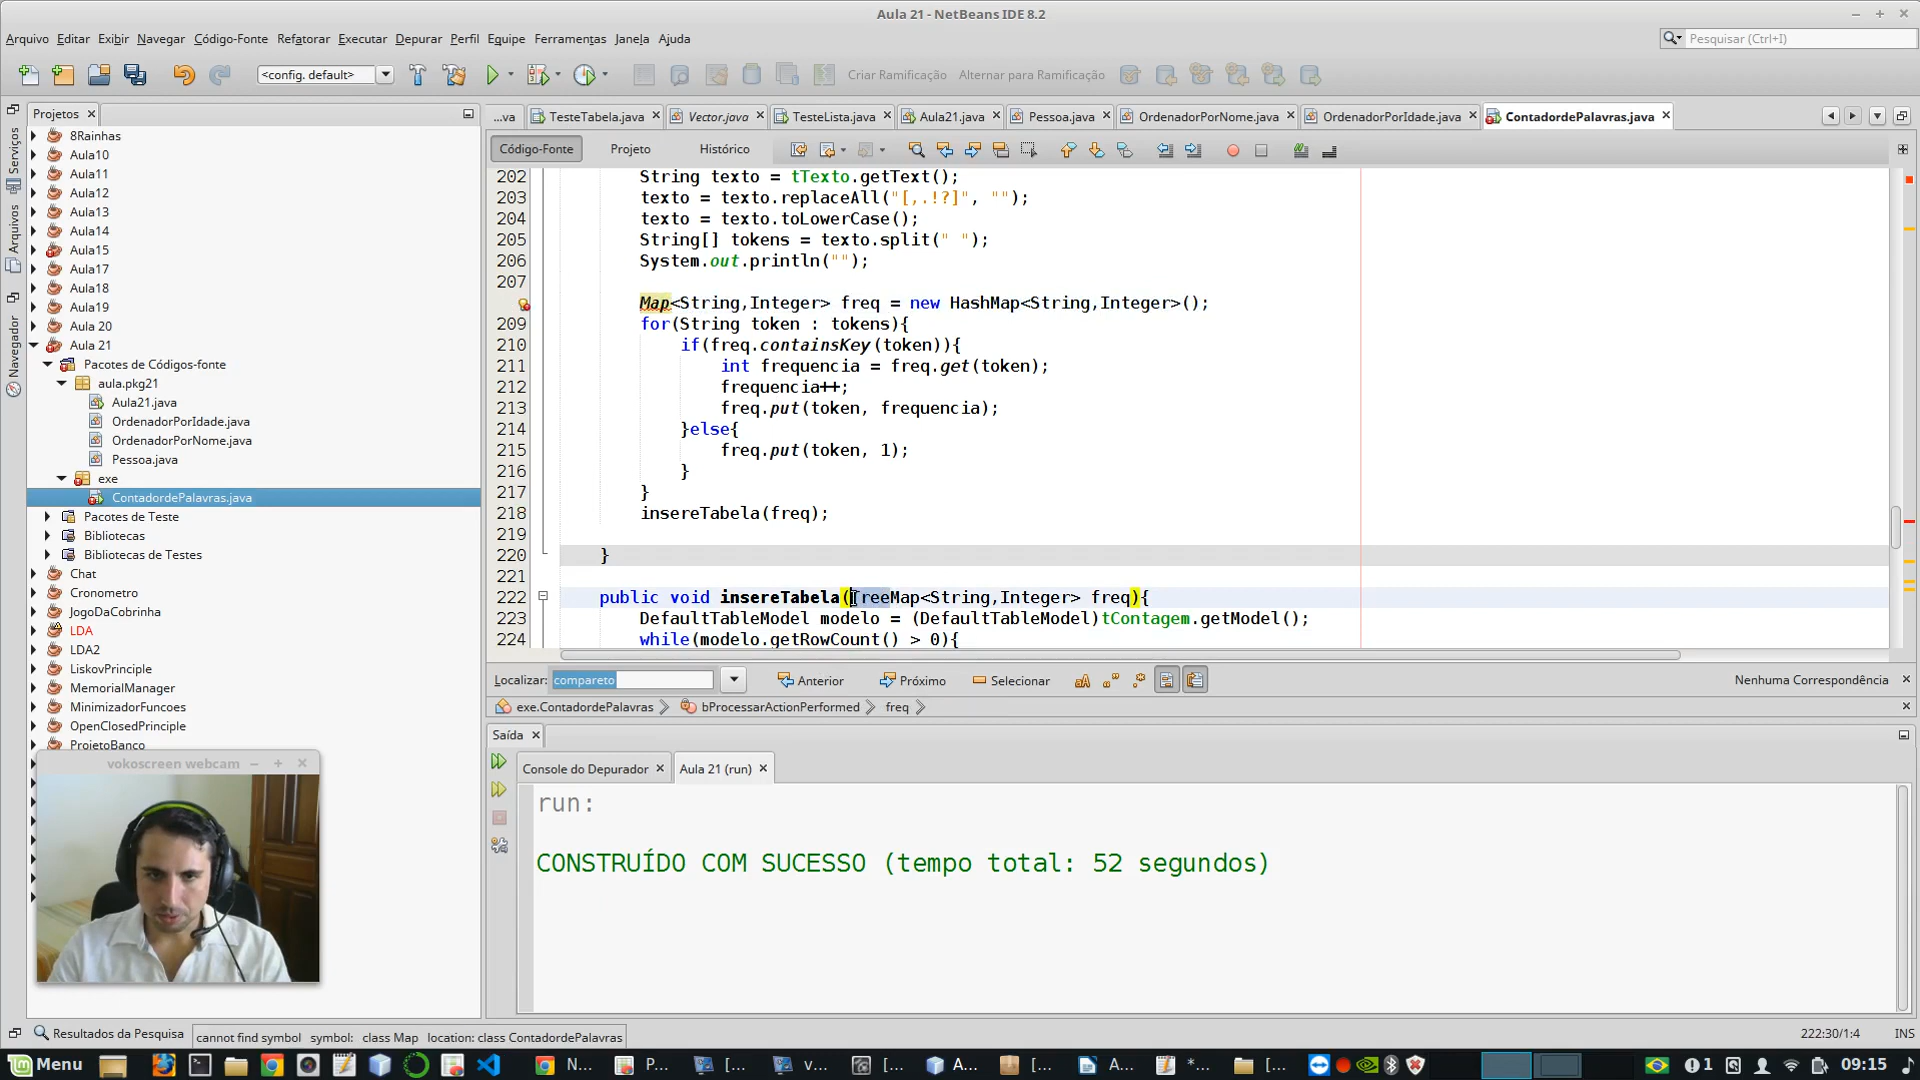 Aula 21 - NetBeans IDE 8.2
Arquivo Editar Exibir Navegar Código-Fonte Refatorar Executar Depurar Perfil Equipe Ferramentas Janela Ajuda
Pesquisar (Ctrl+I)
<config. default>
Criar Ramificação Alternar para Ramificação
Projetos
...va TesteTabela.java Vector.java TesteLista.java Aula21.java Pessoa.java OrdenadorPorNome.java OrdenadorPorIdade.java ContadordePalavras.java
Código-Fonte Projeto Histórico
Serviços
Arquivos
Navegador
8Rainhas
Aula10
Aula11
Aula12
Aula13
Aula14
Aula15
Aula17
Aula18
Aula19
Aula 20
Aula 21
Pacotes de Códigos-fonte
aula.pkg21
Aula21.java
OrdenadorPorIdade.java
OrdenadorPorNome.java
Pessoa.java
exe
ContadordePalavras.java
Pacotes de Teste
Bibliotecas
Bibliotecas de Testes
Chat
Cronometro
JogoDaCobrinha
LDA
LDA2
LiskovPrinciple
MemorialManager
MinimizadorFuncoes
OpenClosedPrinciple
ProjetoBanco
202 String texto = tTexto.getText();
203 texto = texto.replaceAll("[,.!?]", "");
204 texto = texto.toLowerCase();
205 String[] tokens = texto.split(" ");
206 System.out.println("");
207
Map<String,Integer> freq = new HashMap<String,Integer>();
209 for(String token : tokens){
210 if(freq.containsKey(token)){
211 int frequencia = freq.get(token);
212 frequencia++;
213 freq.put(token, frequencia);
214 }else{
215 freq.put(token, 1);
216 }
217 }
218 insereTabela(freq);
219
220 }
221
222 public void insereTabela(TreeMap<String,Integer> freq){
223 DefaultTableModel modelo = (DefaultTableModel)tContagem.getModel();
224 while(modelo.getRowCount() > 0){
Localizar: compareto Anterior Próximo Selecionar Nenhuma Correspondência
exe.ContadordePalavras bProcessarActionPerformed freq
Saída
Console do Depurador Aula 21 (run)
run:
CONSTRUÍDO COM SUCESSO (tempo total: 52 segundos)
vokoscreen webcam
Resultados da Pesquisa cannot find symbol symbol: class Map location: class ContadordePalavras 222:30/1:4 INS
Menu N... P... [... v... [... A... [... A... *... [... 1 09:15